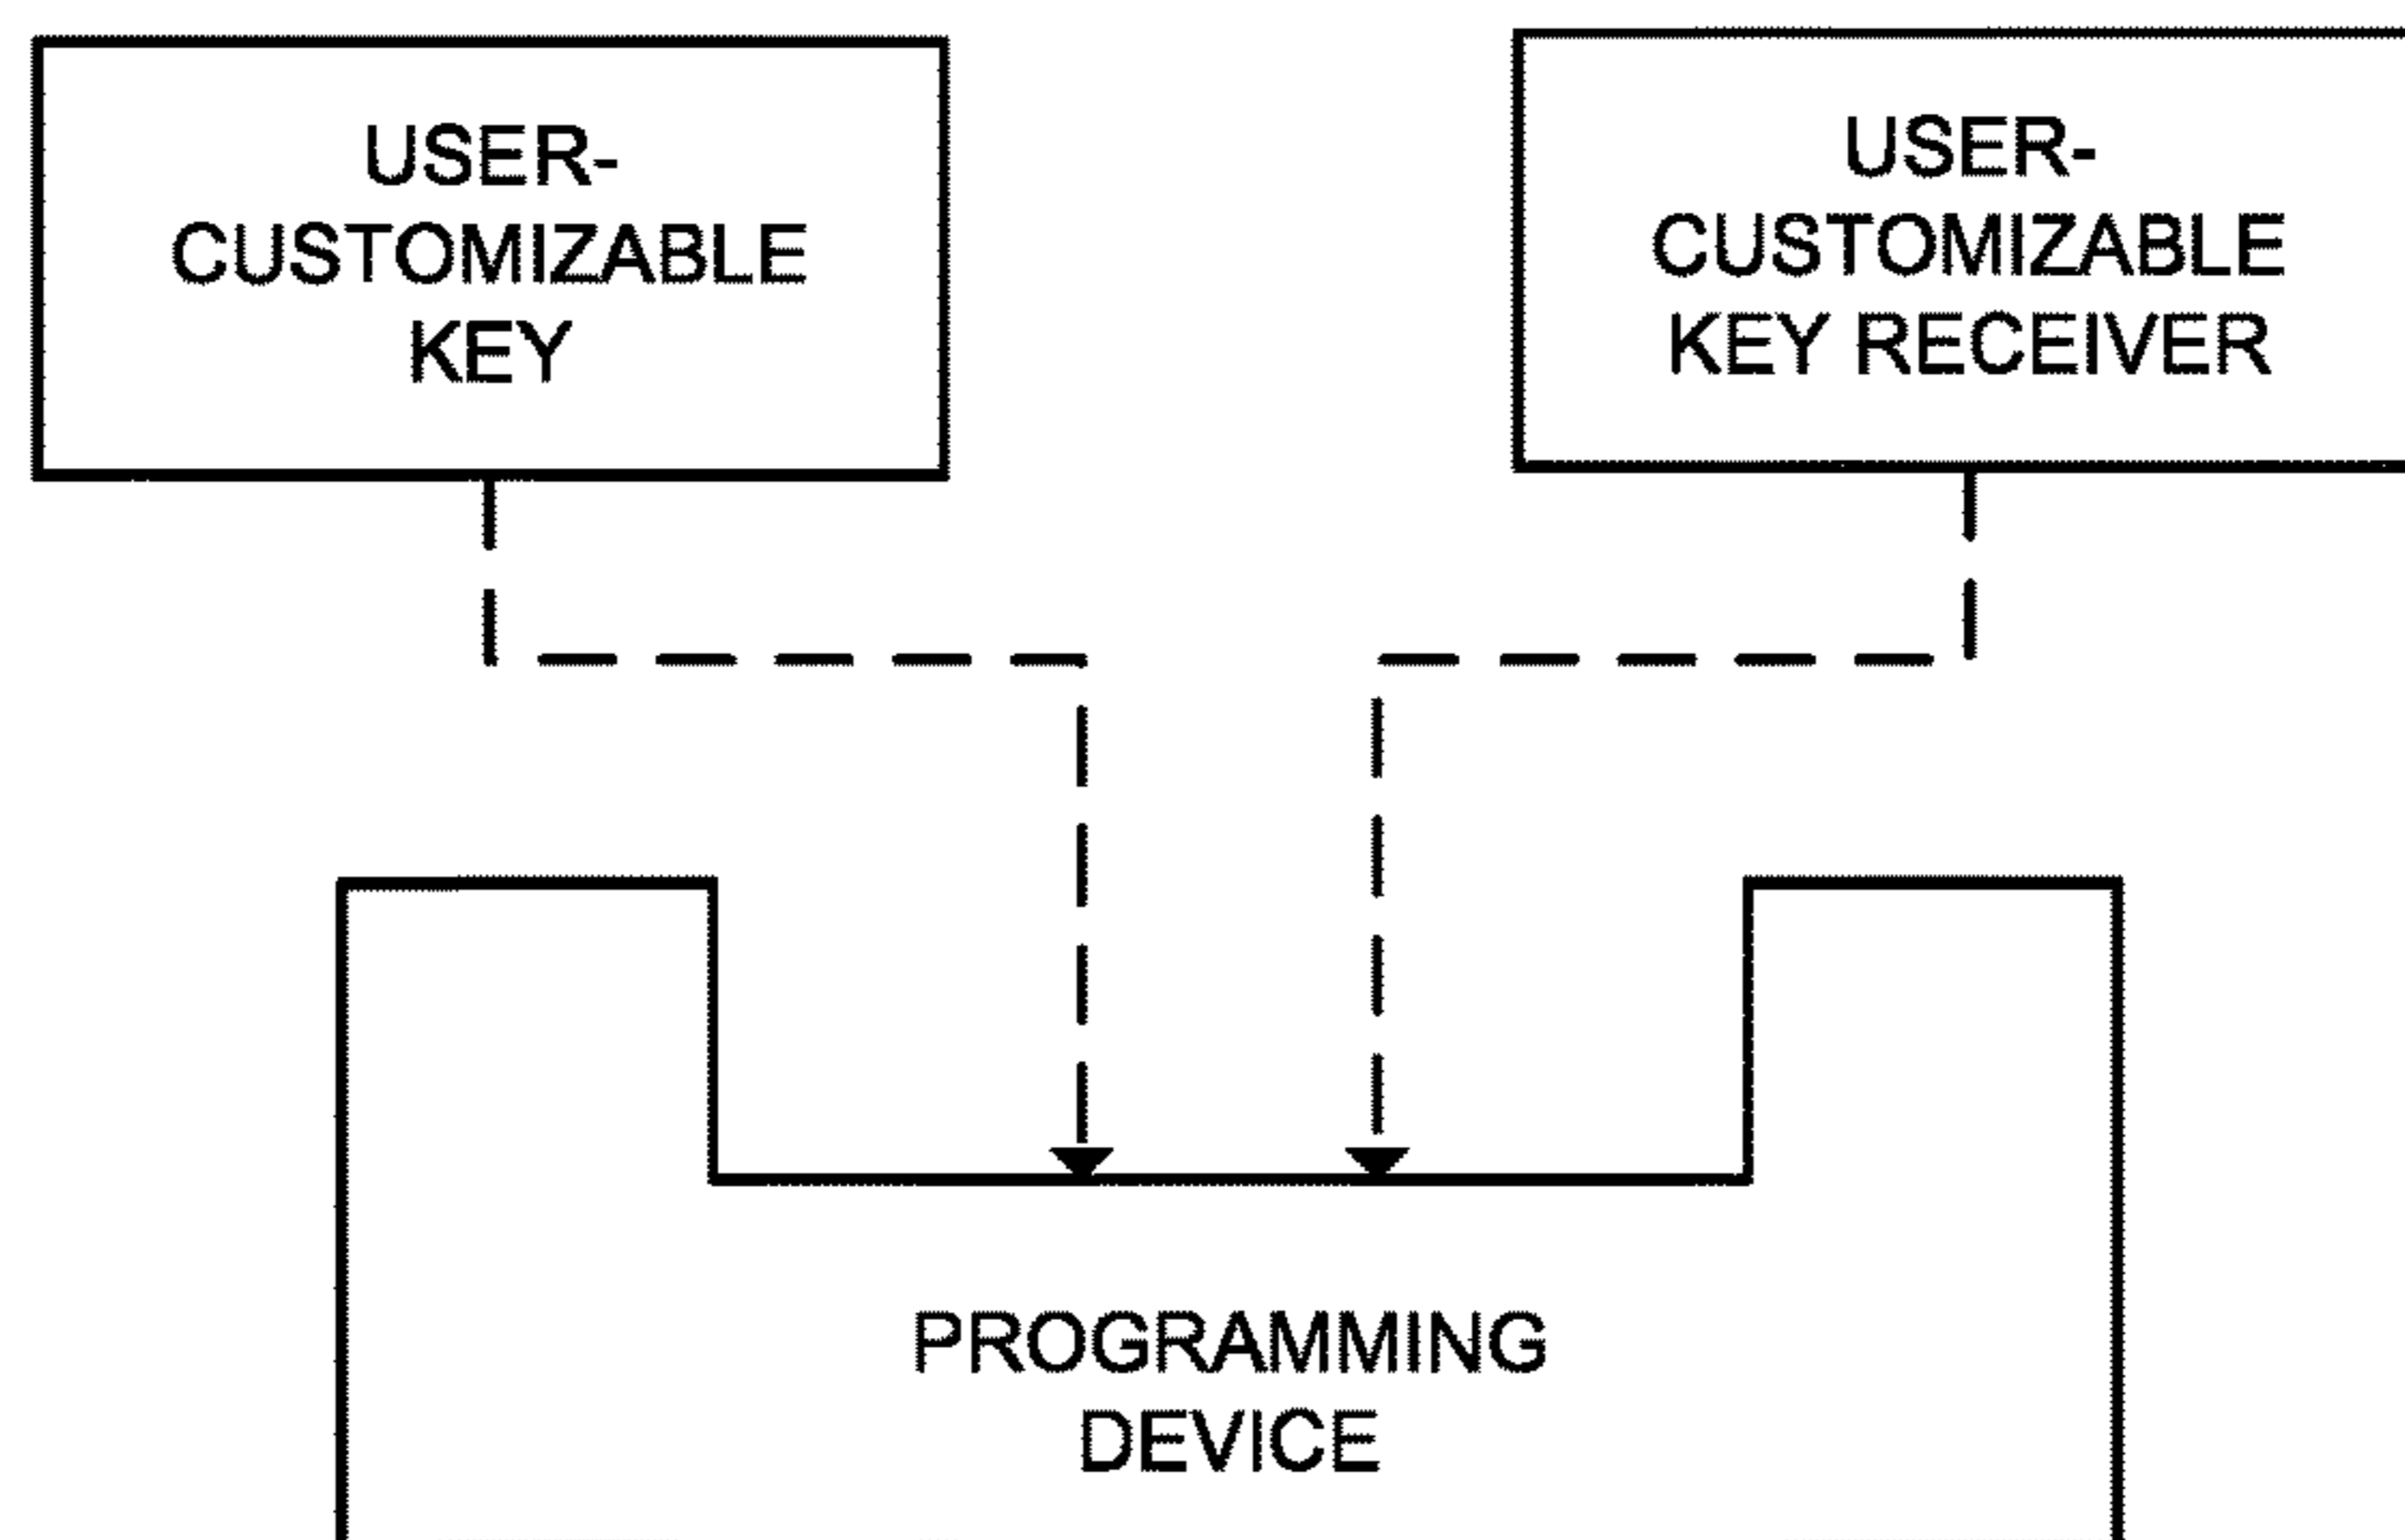 USER-
CUSTOMIZABLE
KEY
USER-
CUSTOMIZABLE
KEY RECEIVER
PROGRAMMING
DEVICE